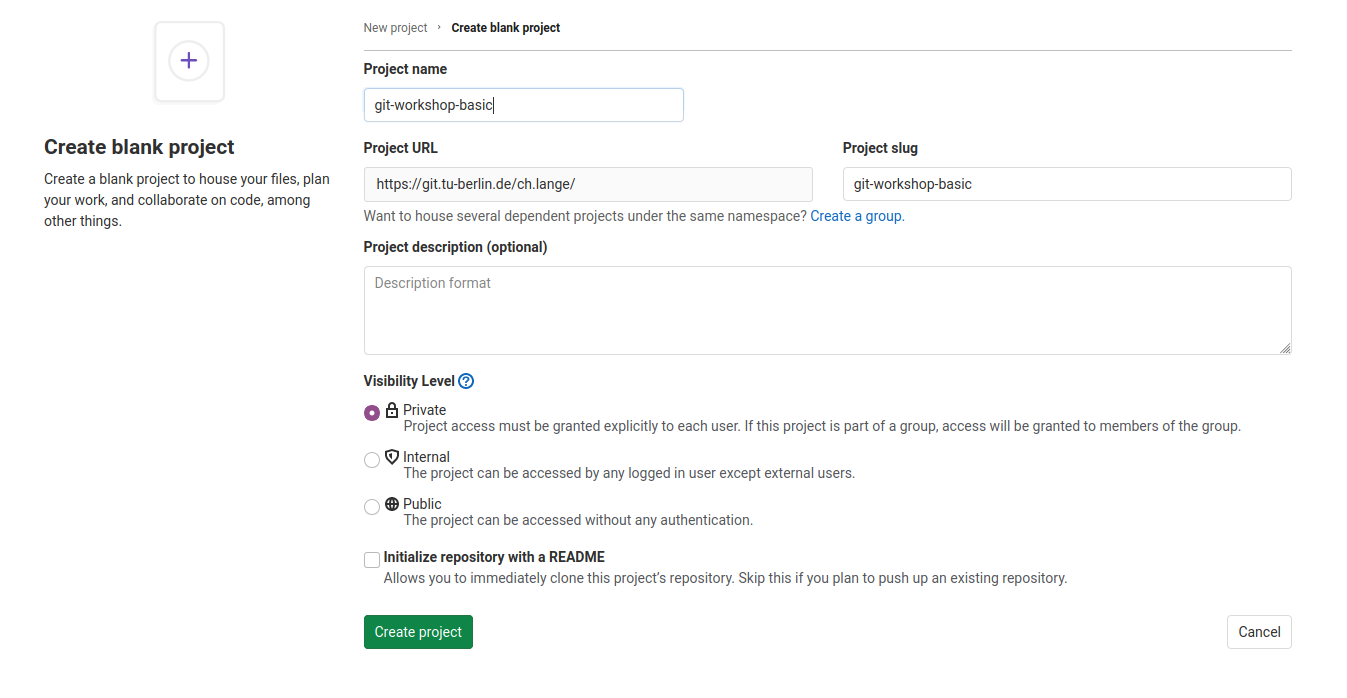 New project › Create blank project
Project name
git-workshop-basic
Create blank project
Create a blank project to house your files, plan
your work, and collaborate on code, among
other things.
Project URL
Project slug
https://git.tu-berlin.de/ch.lange/
git-workshop-basic
Want to house several dependent projects under the same namespace? Create a group.
Project description (optional)
Description format
Visibility Level
Private
Project access must be granted explicitly to each user. If this project is part of a group, access will be granted to members of the group.
Internal
The project can be accessed by any logged in user except external users.
Public
The project can be accessed without any authentication.
Initialize repository with a README
Allows you to immediately clone this project's repository. Skip this if you plan to push up an existing repository.
Create project
Cancel